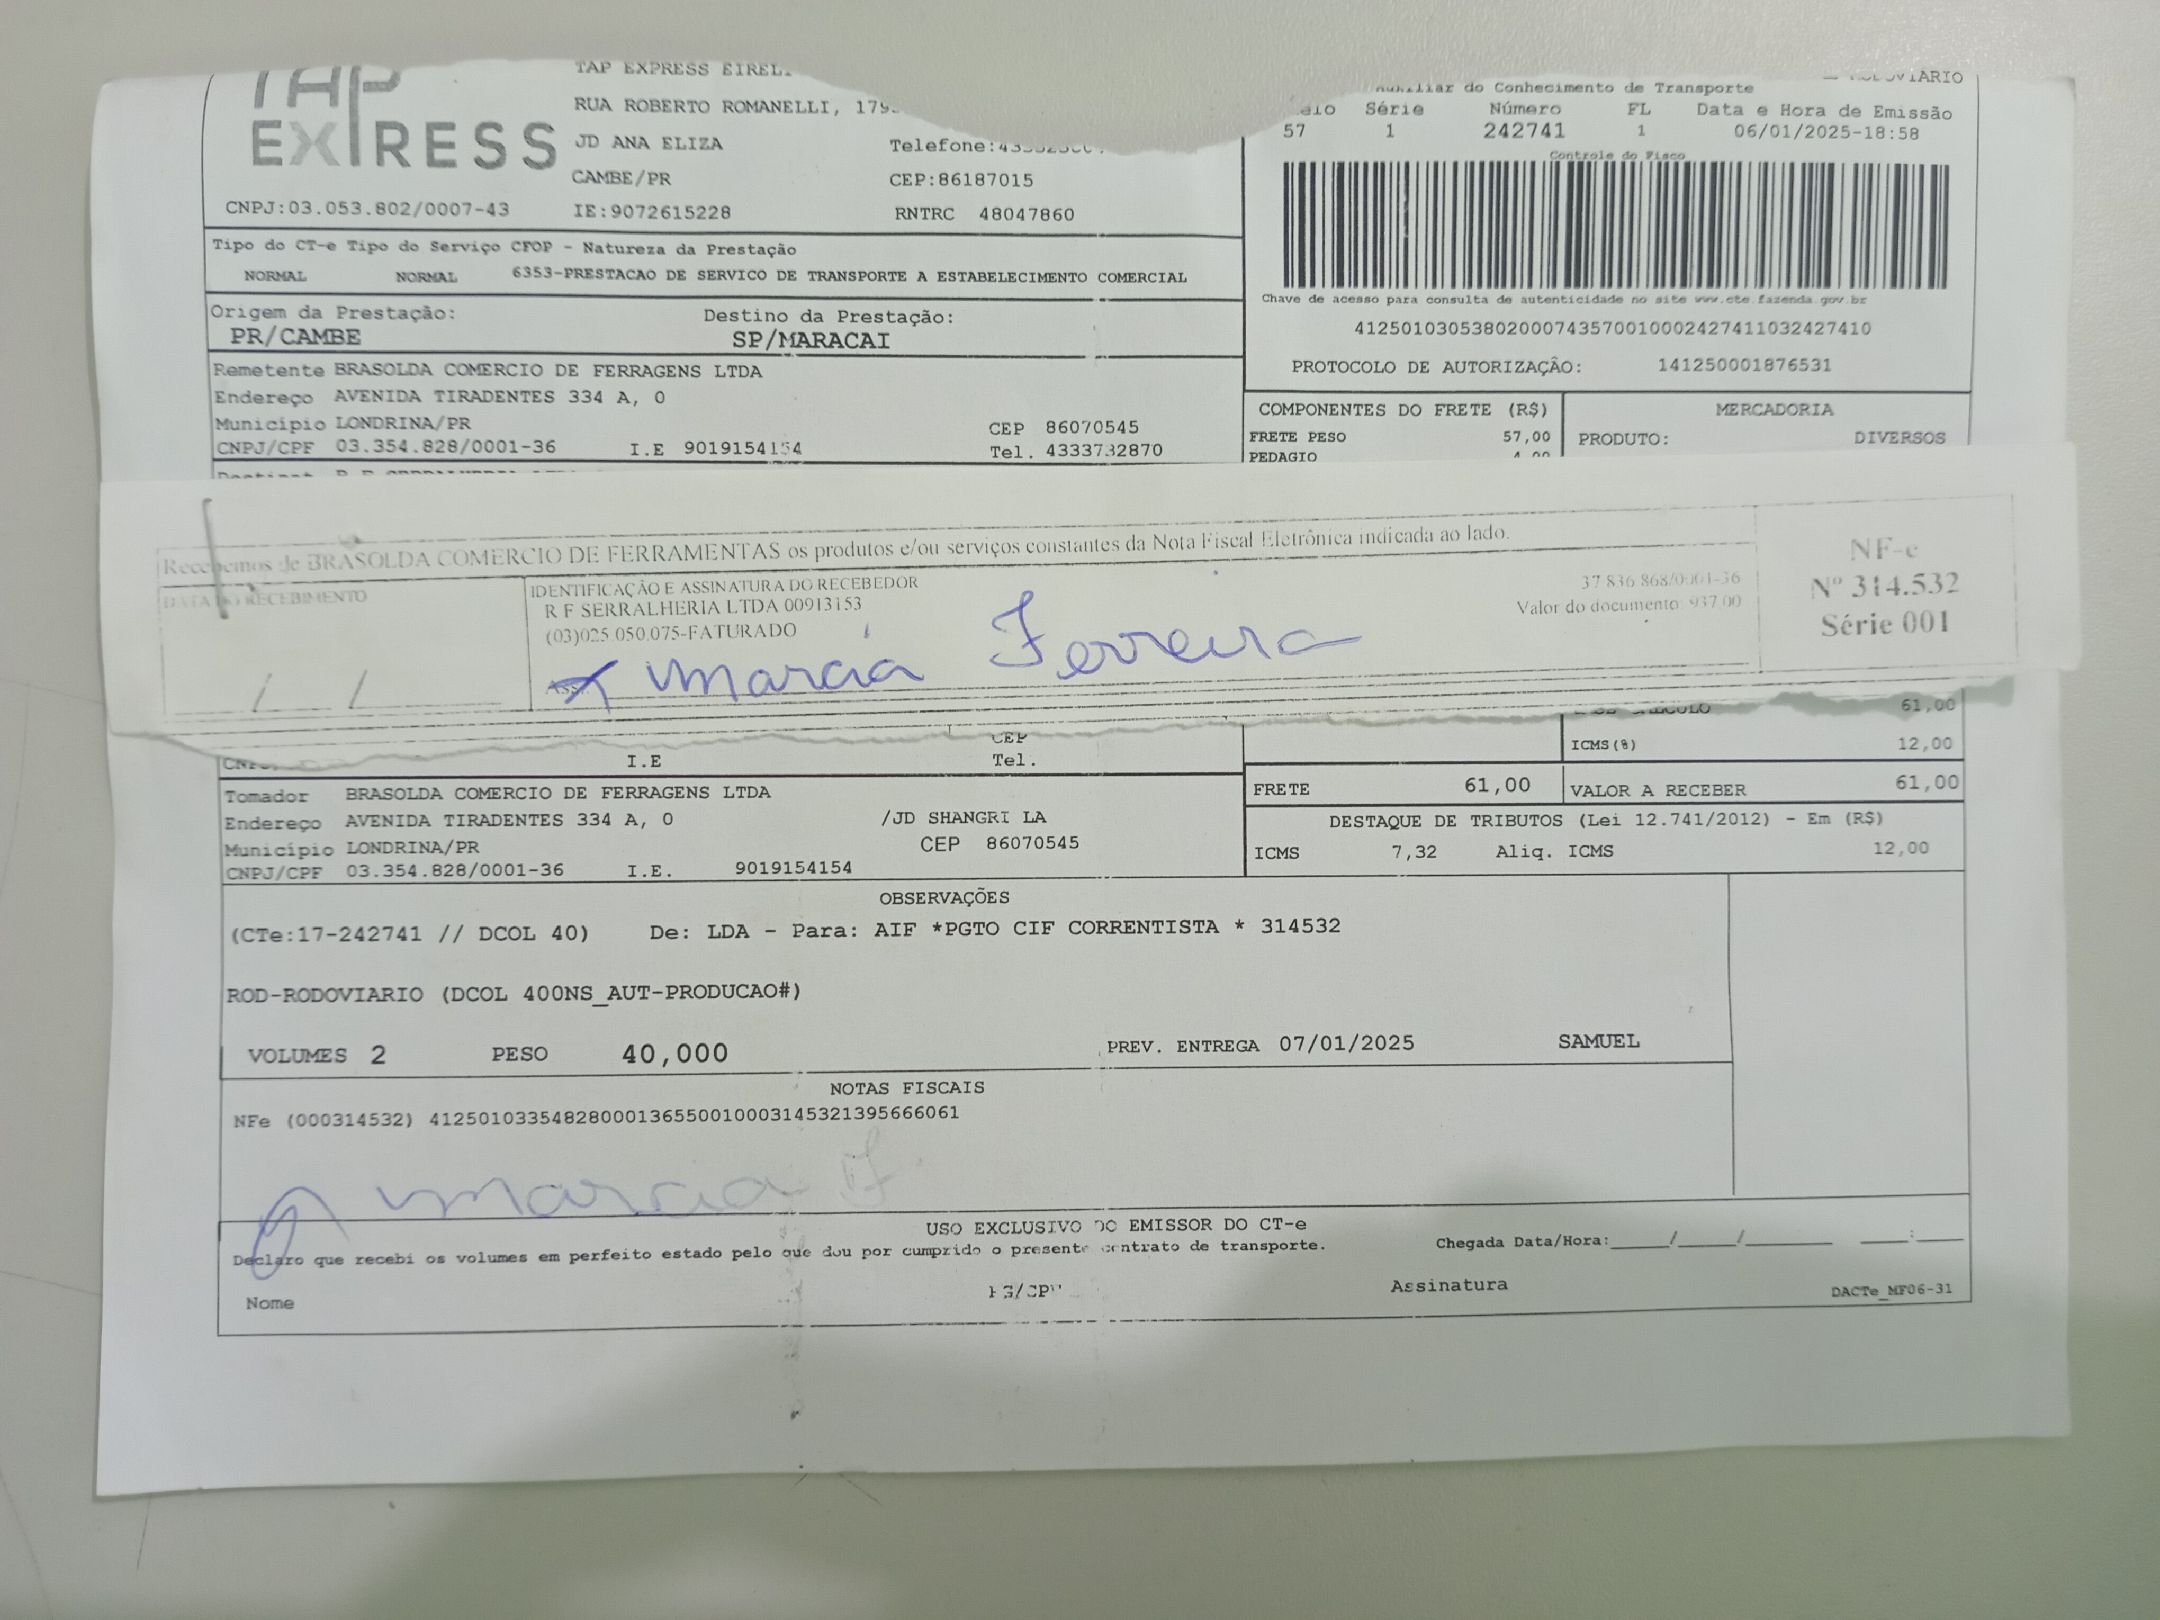 TAP
EXPRESS
TAP EXPRESS EIREL
RUA ROBERTO ROMANELLI, 179
JD ANA ELIZA
Telefone:
CAMBE/PR
CEP:86187015
CNPJ:03.053.802/0007-43
IE:9072615228
RNTRC 48047860
do Conhecimento de Transporte
Série Número FL Data e Hora de Emissão
57 1 242741 1 06/01/2025-18:58
Controle do Fisco
Chave de acesso para consulta de autenticidade no site www.cte.fazenda.gov.br
41250103053802000743570010002427411032427410
PROTOCOLO DE AUTORIZAÇÃO: 141250001876531
Tipo do CT-e Tipo do Serviço CFOP - Natureza da Prestação
NORMAL NORMAL 6353-PRESTACAO DE SERVICO DE TRANSPORTE A ESTABELECIMENTO COMERCIAL
Origem da Prestação: Destino da Prestação:
PR/CAMBE SP/MARACAI
Remetente BRASOLDA COMERCIO DE FERRAGENS LTDA
Endereço AVENIDA TIRADENTES 334 A, 0
Município LONDRINA/PR CEP 86070545
CNPJ/CPF 03.354.828/0001-36 I.E 9019154154 Tel. 4333732870
COMPONENTES DO FRETE (R$) MERCADORIA
FRETE PESO 57,00 PRODUTO: DIVERSOS
PEDAGIO
Recebemos de BRASOLDA COMERCIO DE FERRAMENTAS os produtos e/ou serviços constantes da Nota Fiscal Eletrônica indicada ao lado.
DATA DO RECEBIMENTO
/ /
IDENTIFICAÇÃO E ASSINATURA DO RECEBEDOR
R F SERRALHERIA LTDA 00913153
(03)025.050.075-FATURADO
37 836 868/0001-36
Valor do documento: 937.00
Ass. Marcia Ferreira
NF-e
Nº 314.532
Série 001
61,00
CEP
I.E Tel.
ICMS(%) 12,00
FRETE 61,00 VALOR A RECEBER 61,00
Tomador BRASOLDA COMERCIO DE FERRAGENS LTDA
Endereço AVENIDA TIRADENTES 334 A, 0 /JD SHANGRI LA
Município LONDRINA/PR CEP 86070545
CNPJ/CPF 03.354.828/0001-36 I.E. 9019154154
DESTAQUE DE TRIBUTOS (Lei 12.741/2012) - Em (R$)
ICMS 7,32 Aliq. ICMS 12,00
OBSERVAÇÕES
(CTe:17-242741 // DCOL 40) De: LDA - Para: AIF *PGTO CIF CORRENTISTA * 314532
ROD-RODOVIARIO (DCOL 400NS_AUT-PRODUCAO#)
VOLUMES 2 PESO 40,000 PREV. ENTREGA 07/01/2025 SAMUEL
NOTAS FISCAIS
NFe (000314532) 41250103354828000136550010003145321395666061
Marcia F
USO EXCLUSIVO DO EMISSOR DO CT-e
Declaro que recebi os volumes em perfeito estado pelo que dou por cumprido o presente contrato de transporte.
Chegada Data/Hora:____/____/______ ___:___
Nome RG/CPF Assinatura
DACTe_MF06-31